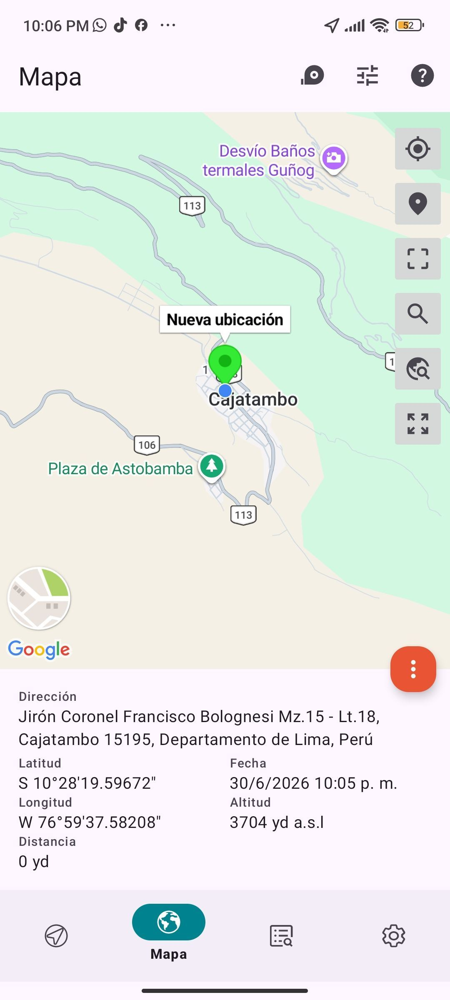 10:06 PM
52
Mapa
Desvío Baños
termales Guñog
113
Nueva ubicación
1
1
Cajatambo
106
Plaza de Astobamba
113
Google
Dirección
Jirón Coronel Francisco Bolognesi Mz.15 - Lt.18,
Cajatambo 15195, Departamento de Lima, Perú
Latitud
S 10°28'19.59672"
Fecha
30/6/2026 10:05 p. m.
Longitud
W 76°59'37.58208"
Altitud
3704 yd a.s.l
Distancia
0 yd
Mapa